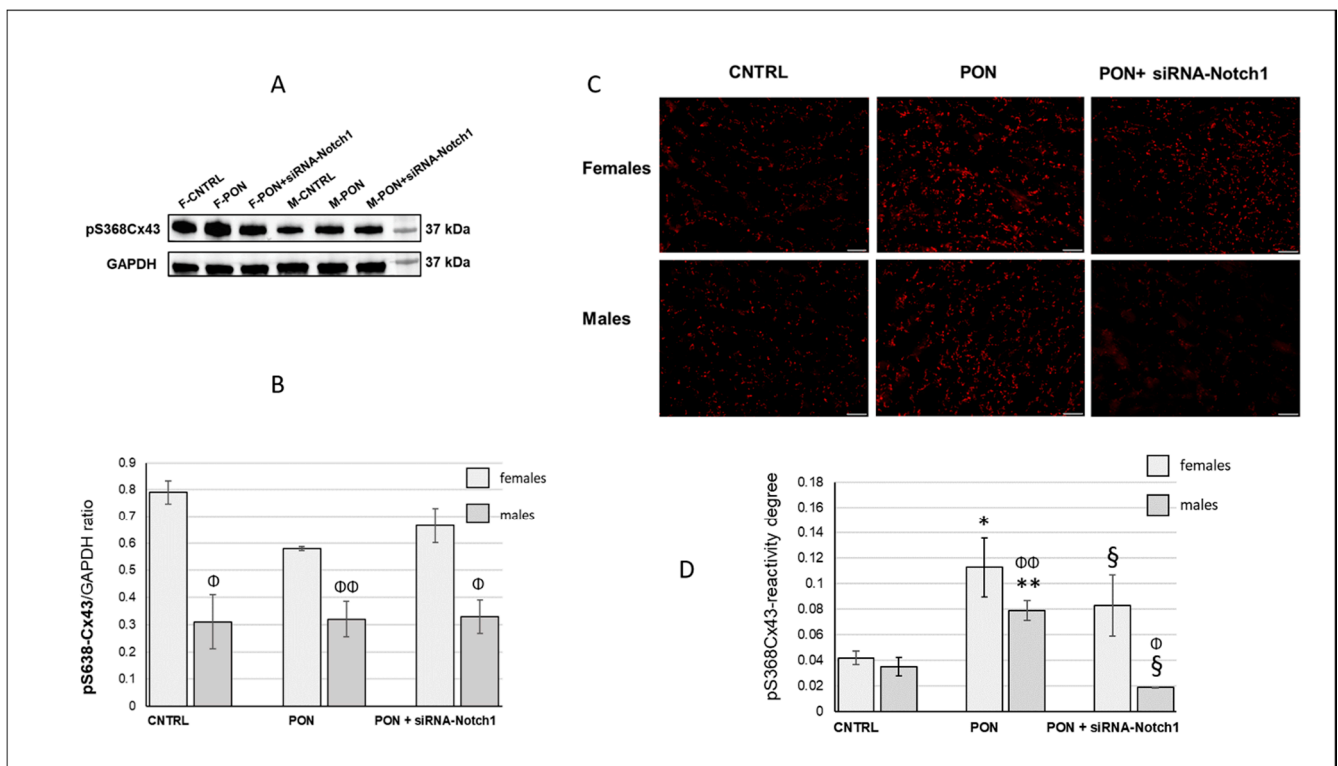 A
F-CNTRL
F-PON
F-PON+siRNA-Notch1
M-CNTRL
M-PON
M-PON+siRNA-Notch1
pS368Cx43
37 kDa
GAPDH
37 kDa
B
pS638-Cx43/GAPDH ratio
0.9
0.8
0.7
0.6
0.5
0.4
0.3
0.2
0.1
0
Φ
ΦΦ
Φ
females
males
CNTRL
PON
PON + siRNA-Notch1
C
CNTRL
PON
PON+ siRNA-Notch1
Females
Males
D
pS368Cx43-reactivity degree
0.18
0.16
0.14
0.12
0.1
0.08
0.06
0.04
0.02
0
*
ΦΦ
**
§
Φ
§
females
males
CNTRL
PON
PON + siRNA-Notch1